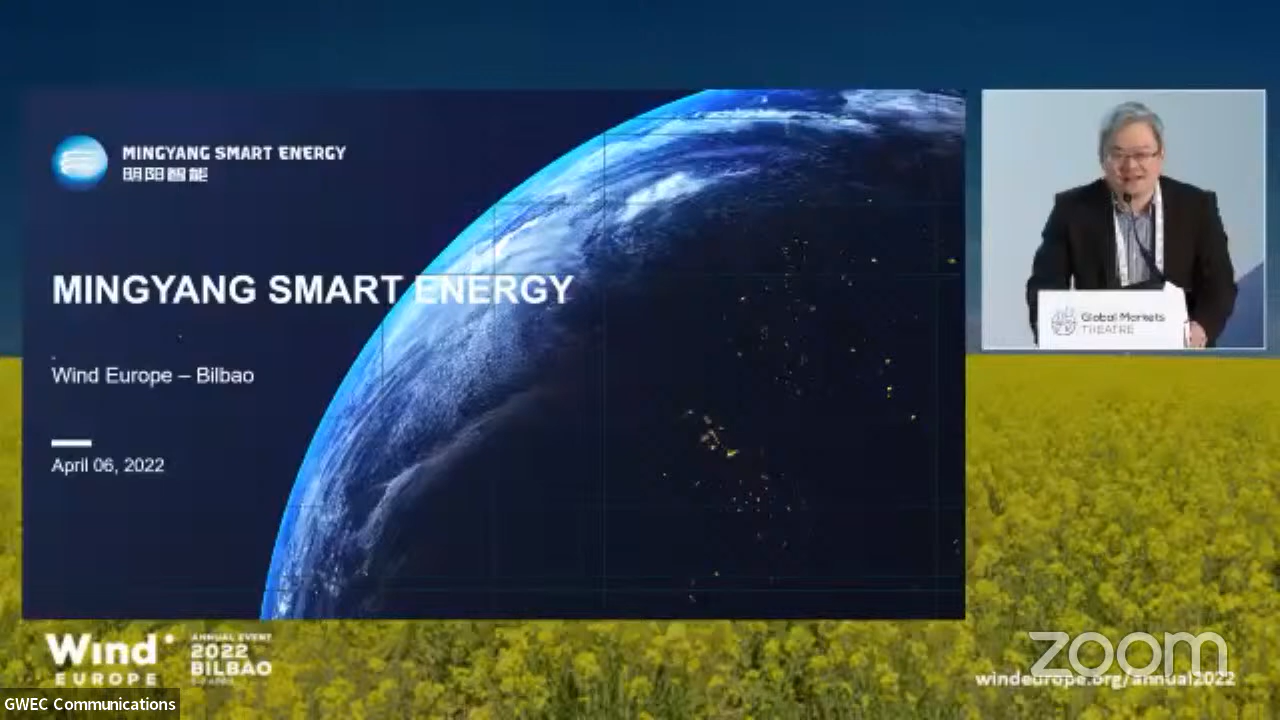 MINGYANG SMART ENERGY
明阳智能
MINGYANG SMART ENERGY
Wind Europe – Bilbao
April 06, 2022
Global Markets
THEATRE
Wind
EUROPE
ANNUAL EVENT
2022
BILBAO
zoom
windeurope.org/annual2022
GWEC Communications